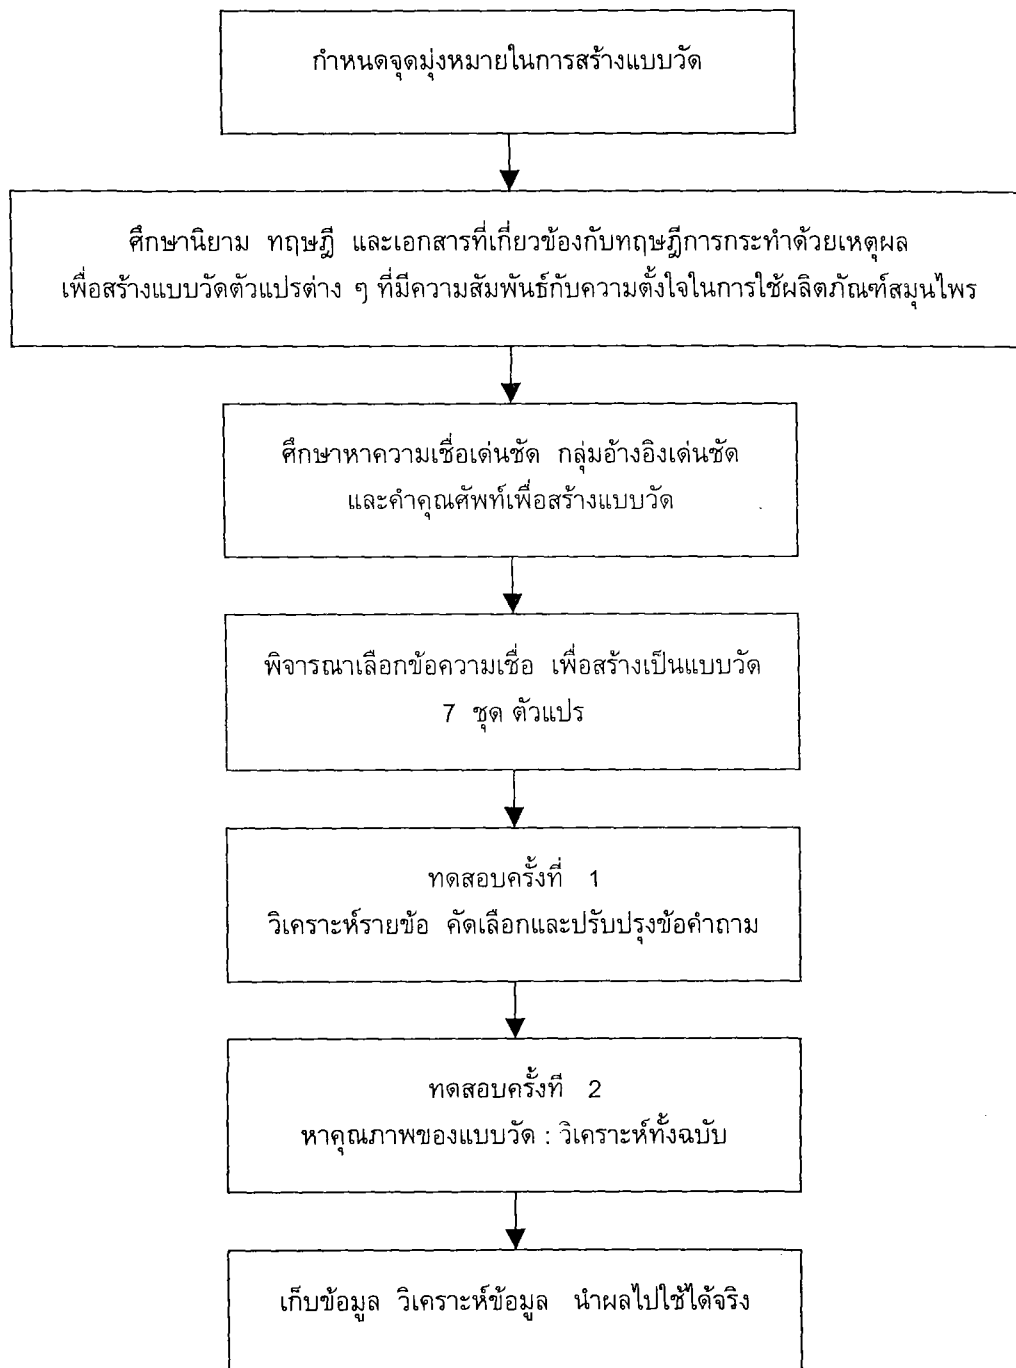 กำหนดจุดมุ่งหมายในการสร้างแบบวัด
ศึกษานิยาม ทฤษฎี และเอกสารที่เกี่ยวข้องกับทฤษฎีการกระทำด้วยเหตุผล
เพื่อสร้างแบบวัดตัวแปรต่าง ๆ ที่มีความสัมพันธ์กับความตั้งใจในการใช้ผลิตภัณฑ์สมุนไพร
ศึกษาหาความเชื่อเด่นชัด กลุ่มอ้างอิงเด่นชัด
และคำคุณศัพท์เพื่อสร้างแบบวัด
พิจารณาเลือกข้อความเชื่อ เพื่อสร้างเป็นแบบวัด
7 ชุด ตัวแปร
ทดสอบครั้งที่ 1
วิเคราะห์รายข้อ คัดเลือกและปรับปรุงข้อคำถาม
ทดสอบครั้งที่ 2
หาคุณภาพของแบบวัด : วิเคราะห์ทั้งฉบับ
เก็บข้อมูล วิเคราะห์ข้อมูล นำผลไปใช้ได้จริง